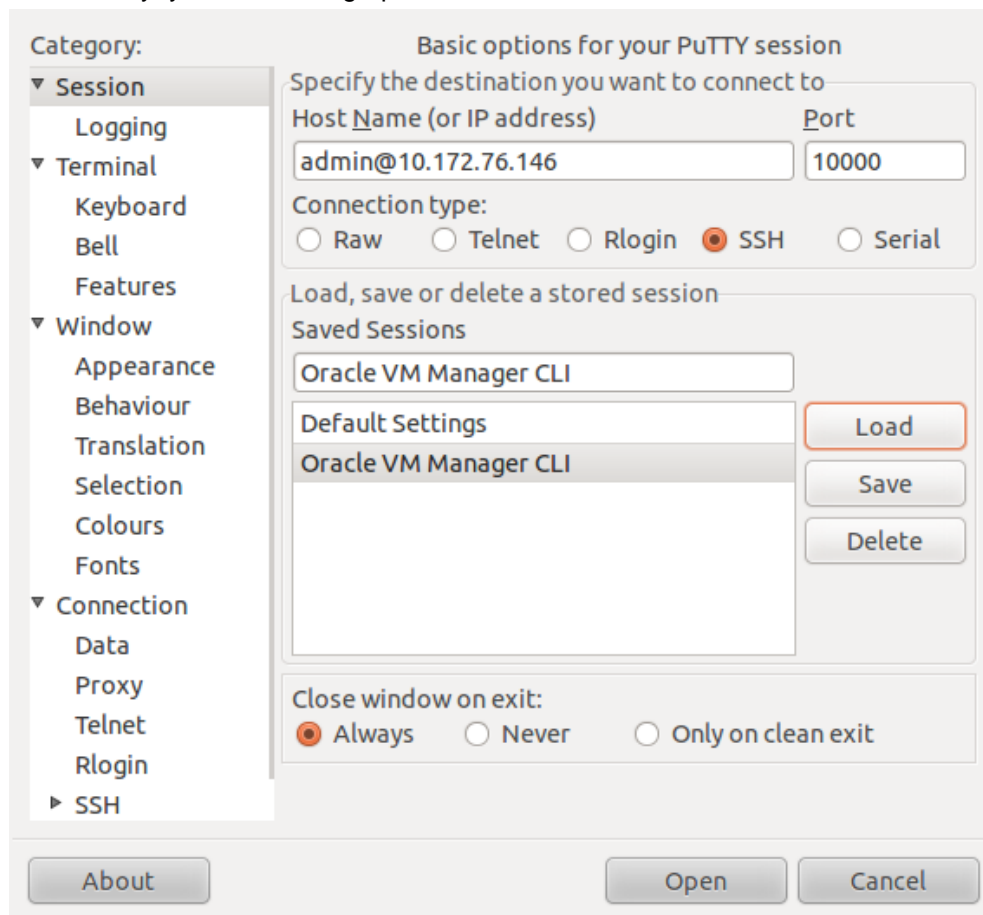 Category:
Session
Logging
Terminal
Keyboard
Bell
Features
Window
Appearance
Behaviour
Translation
Selection
Colours
Fonts
Connection
Data
Proxy
Telnet
Rlogin
SSH
Basic options for your PuTTY session
Specify the destination you want to connect to
Host Name (or IP address) Port
admin@10.172.76.146 10000
Connection type:
Raw Telnet Rlogin SSH Serial
Load, save or delete a stored session
Saved Sessions
Oracle VM Manager CLI
Default Settings
Oracle VM Manager CLI
Load
Save
Delete
Close window on exit:
Always Never Only on clean exit
About Open Cancel